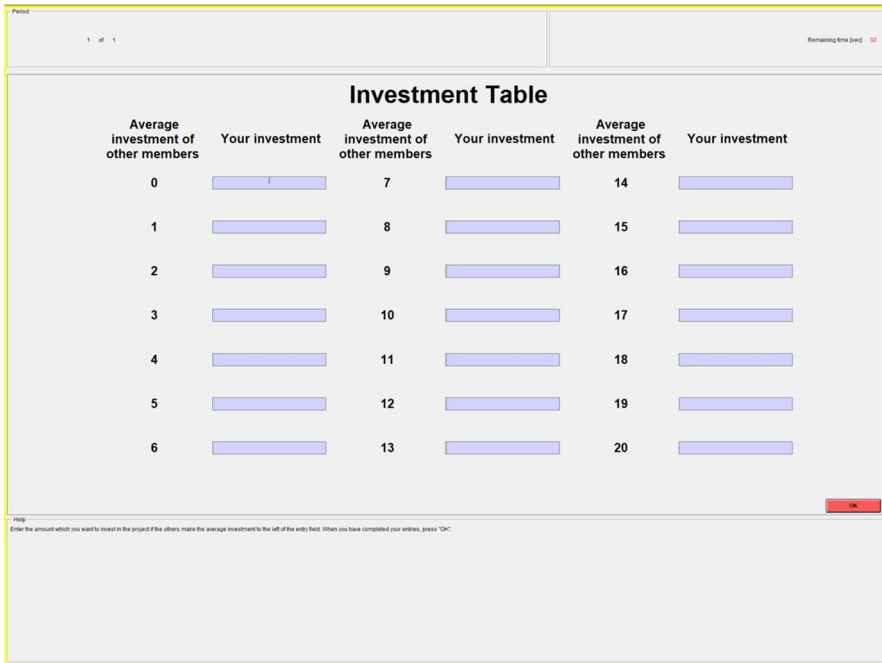 Period
1 of 1
Remaining time [sec]: 32
Investment Table
Average investment of other members
Your investment
Average investment of other members
Your investment
Average investment of other members
Your investment
0 7 14
1 8 15
2 9 16
3 10 17
4 11 18
5 12 19
6 13 20
OK
Help
Enter the amount which you want to invest in the project if the others make the average investment to the left of the entry field. When you have completed your entries, press "OK".